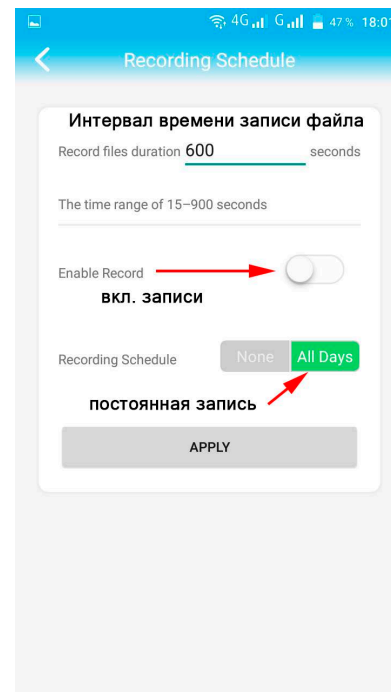 4G G 47% 18:01
Recording Schedule
Интервал времени записи файла
Record files duration 600 seconds
The time range of 15-900 seconds
Enable Record
вкл. записи
Recording Schedule None All Days
постоянная запись
APPLY